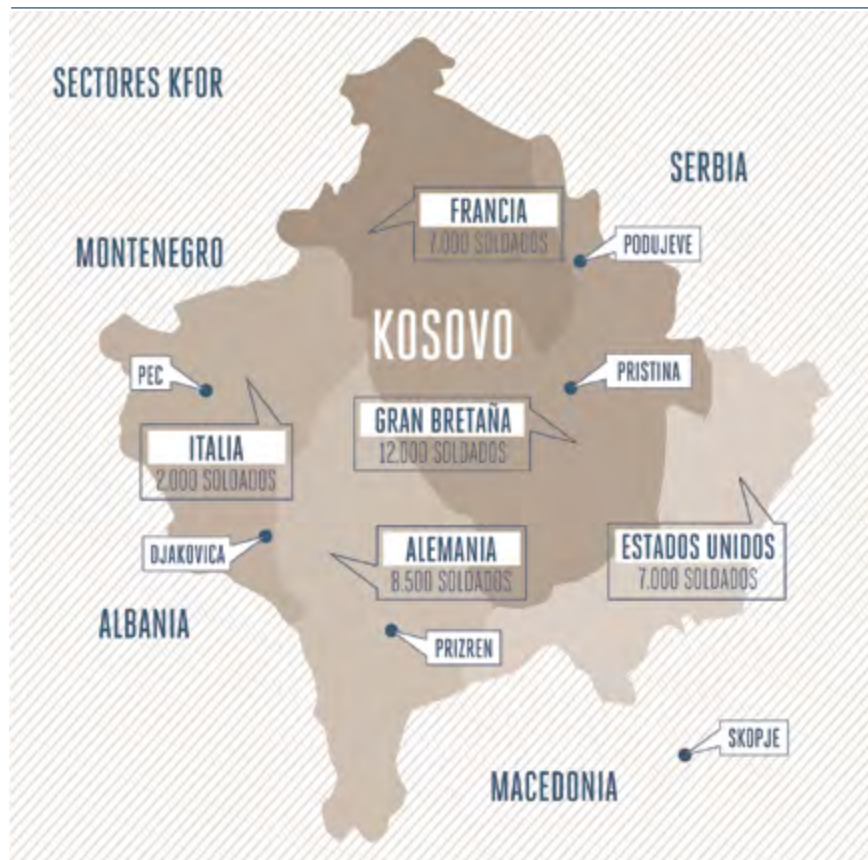 SECTORES KFOR
SERBIA
FRANCIA
7.000 SOLDADOS
PODUJEVE
MONTENEGRO
KOSOVO
PEC
PRISTINA
GRAN BRETAÑA
12.000 SOLDADOS
ITALIA
2.000 SOLDADOS
DJAKOVICA
ALEMANIA
8.500 SOLDADOS
ESTADOS UNIDOS
7.000 SOLDADOS
ALBANIA
PRIZREN
SKOPJE
MACEDONIA